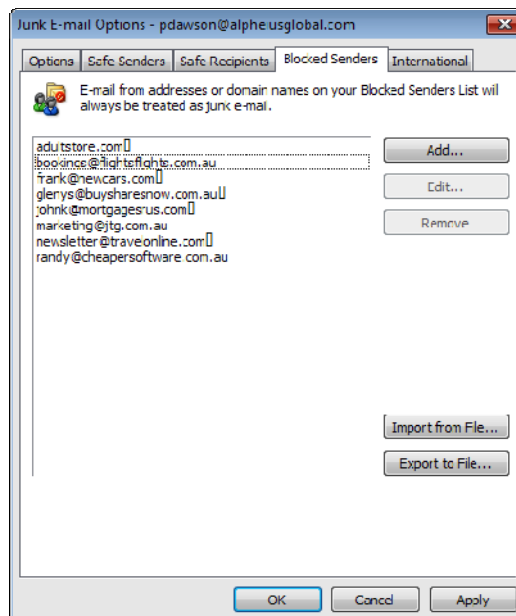 Junk E-mail Options - pdawson@alpheiusglobal.com
Options Safe Senders Safe Recipients Blocked Senders International
E-mail from addresses or domain names on your Blocked Senders List will
always be treated as junk e-mail.
adultstore.com
bookings@flightsflights.com.au
frank@newcars.com
glenys@buysharesnow.com.au
johnk@mortgagesrus.com
marketing@jtg.com.au
newsletter@travelonline.com
randy@cheapersoftware.com.au
Add...
Edit...
Remove
Import from File...
Export to File...
OK Cancel Apply